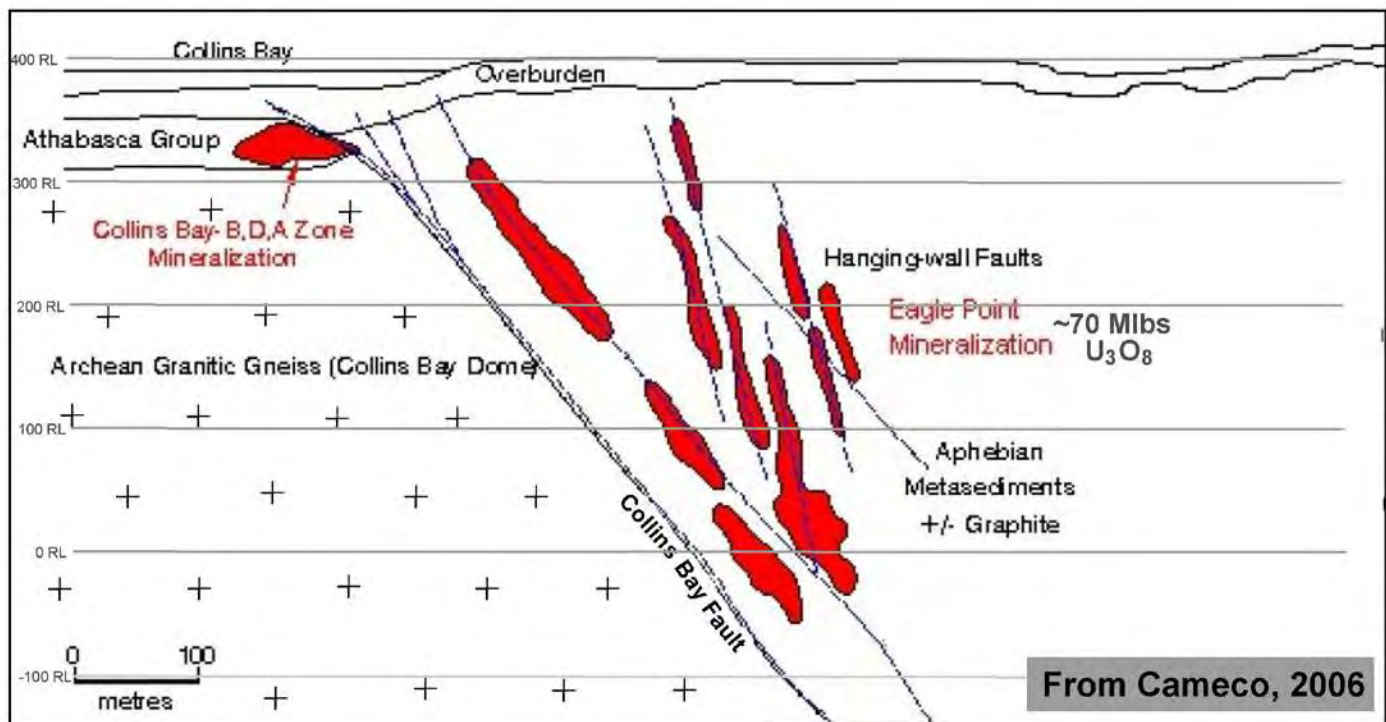 Collins Bay
400 RL
Overburden
Athabasca Group
300 RL
Collins Bay- B,D,A Zone
Mineralization
Hanging-wall Faults
200 RL
Eagle Point
Mineralization
~70 Mlbs
U₃O₈
Archean Granitic Gneiss (Collins Bay Dome)
100 RL
Aphebian
Metasediments
+/- Graphite
Collins Bay Fault
0 RL
0 100
metres
-100 RL
From Cameco, 2006